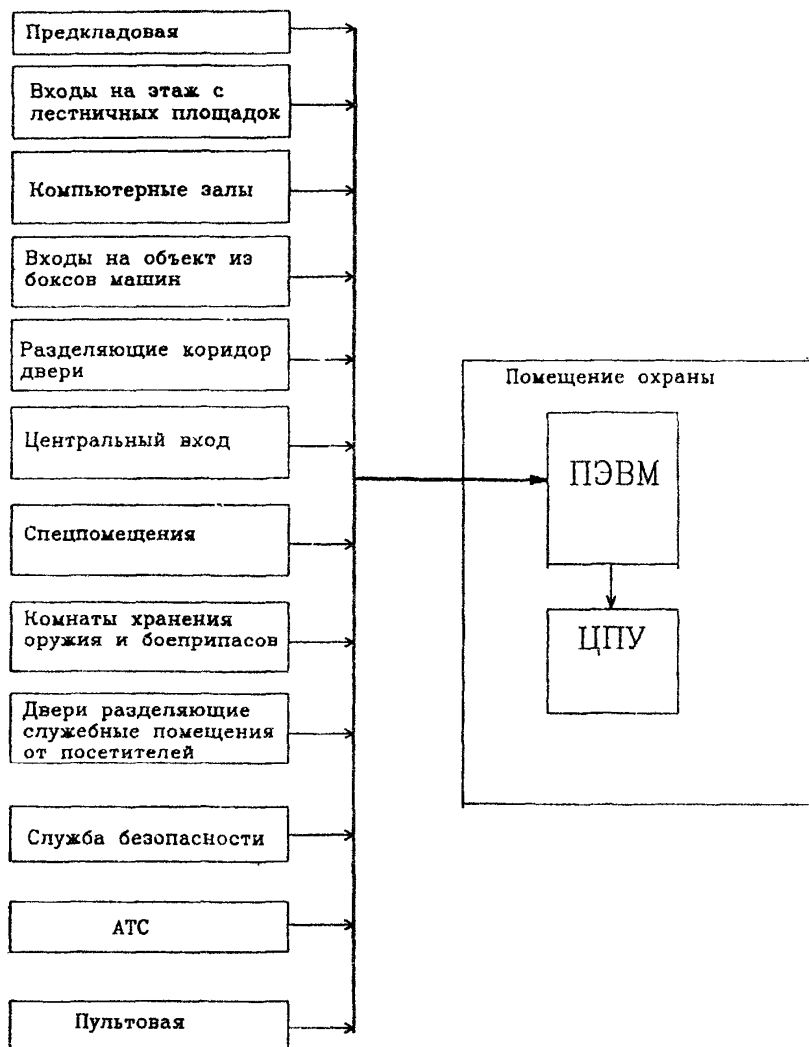 Предкладовая
Входы на этаж с
лестничных площадок
Компьютерные залы
Входы на объект из
боксов машин
Разделяющие коридор
двери
Центральный вход
Спецпомещения
Комнаты хранения
оружия и боеприпасов
Двери разделяющие
служебные помещения
от посетителей
Служба безопасности
АТС
Пультовая
Помещение охраны
ПЭВМ
ЦПУ